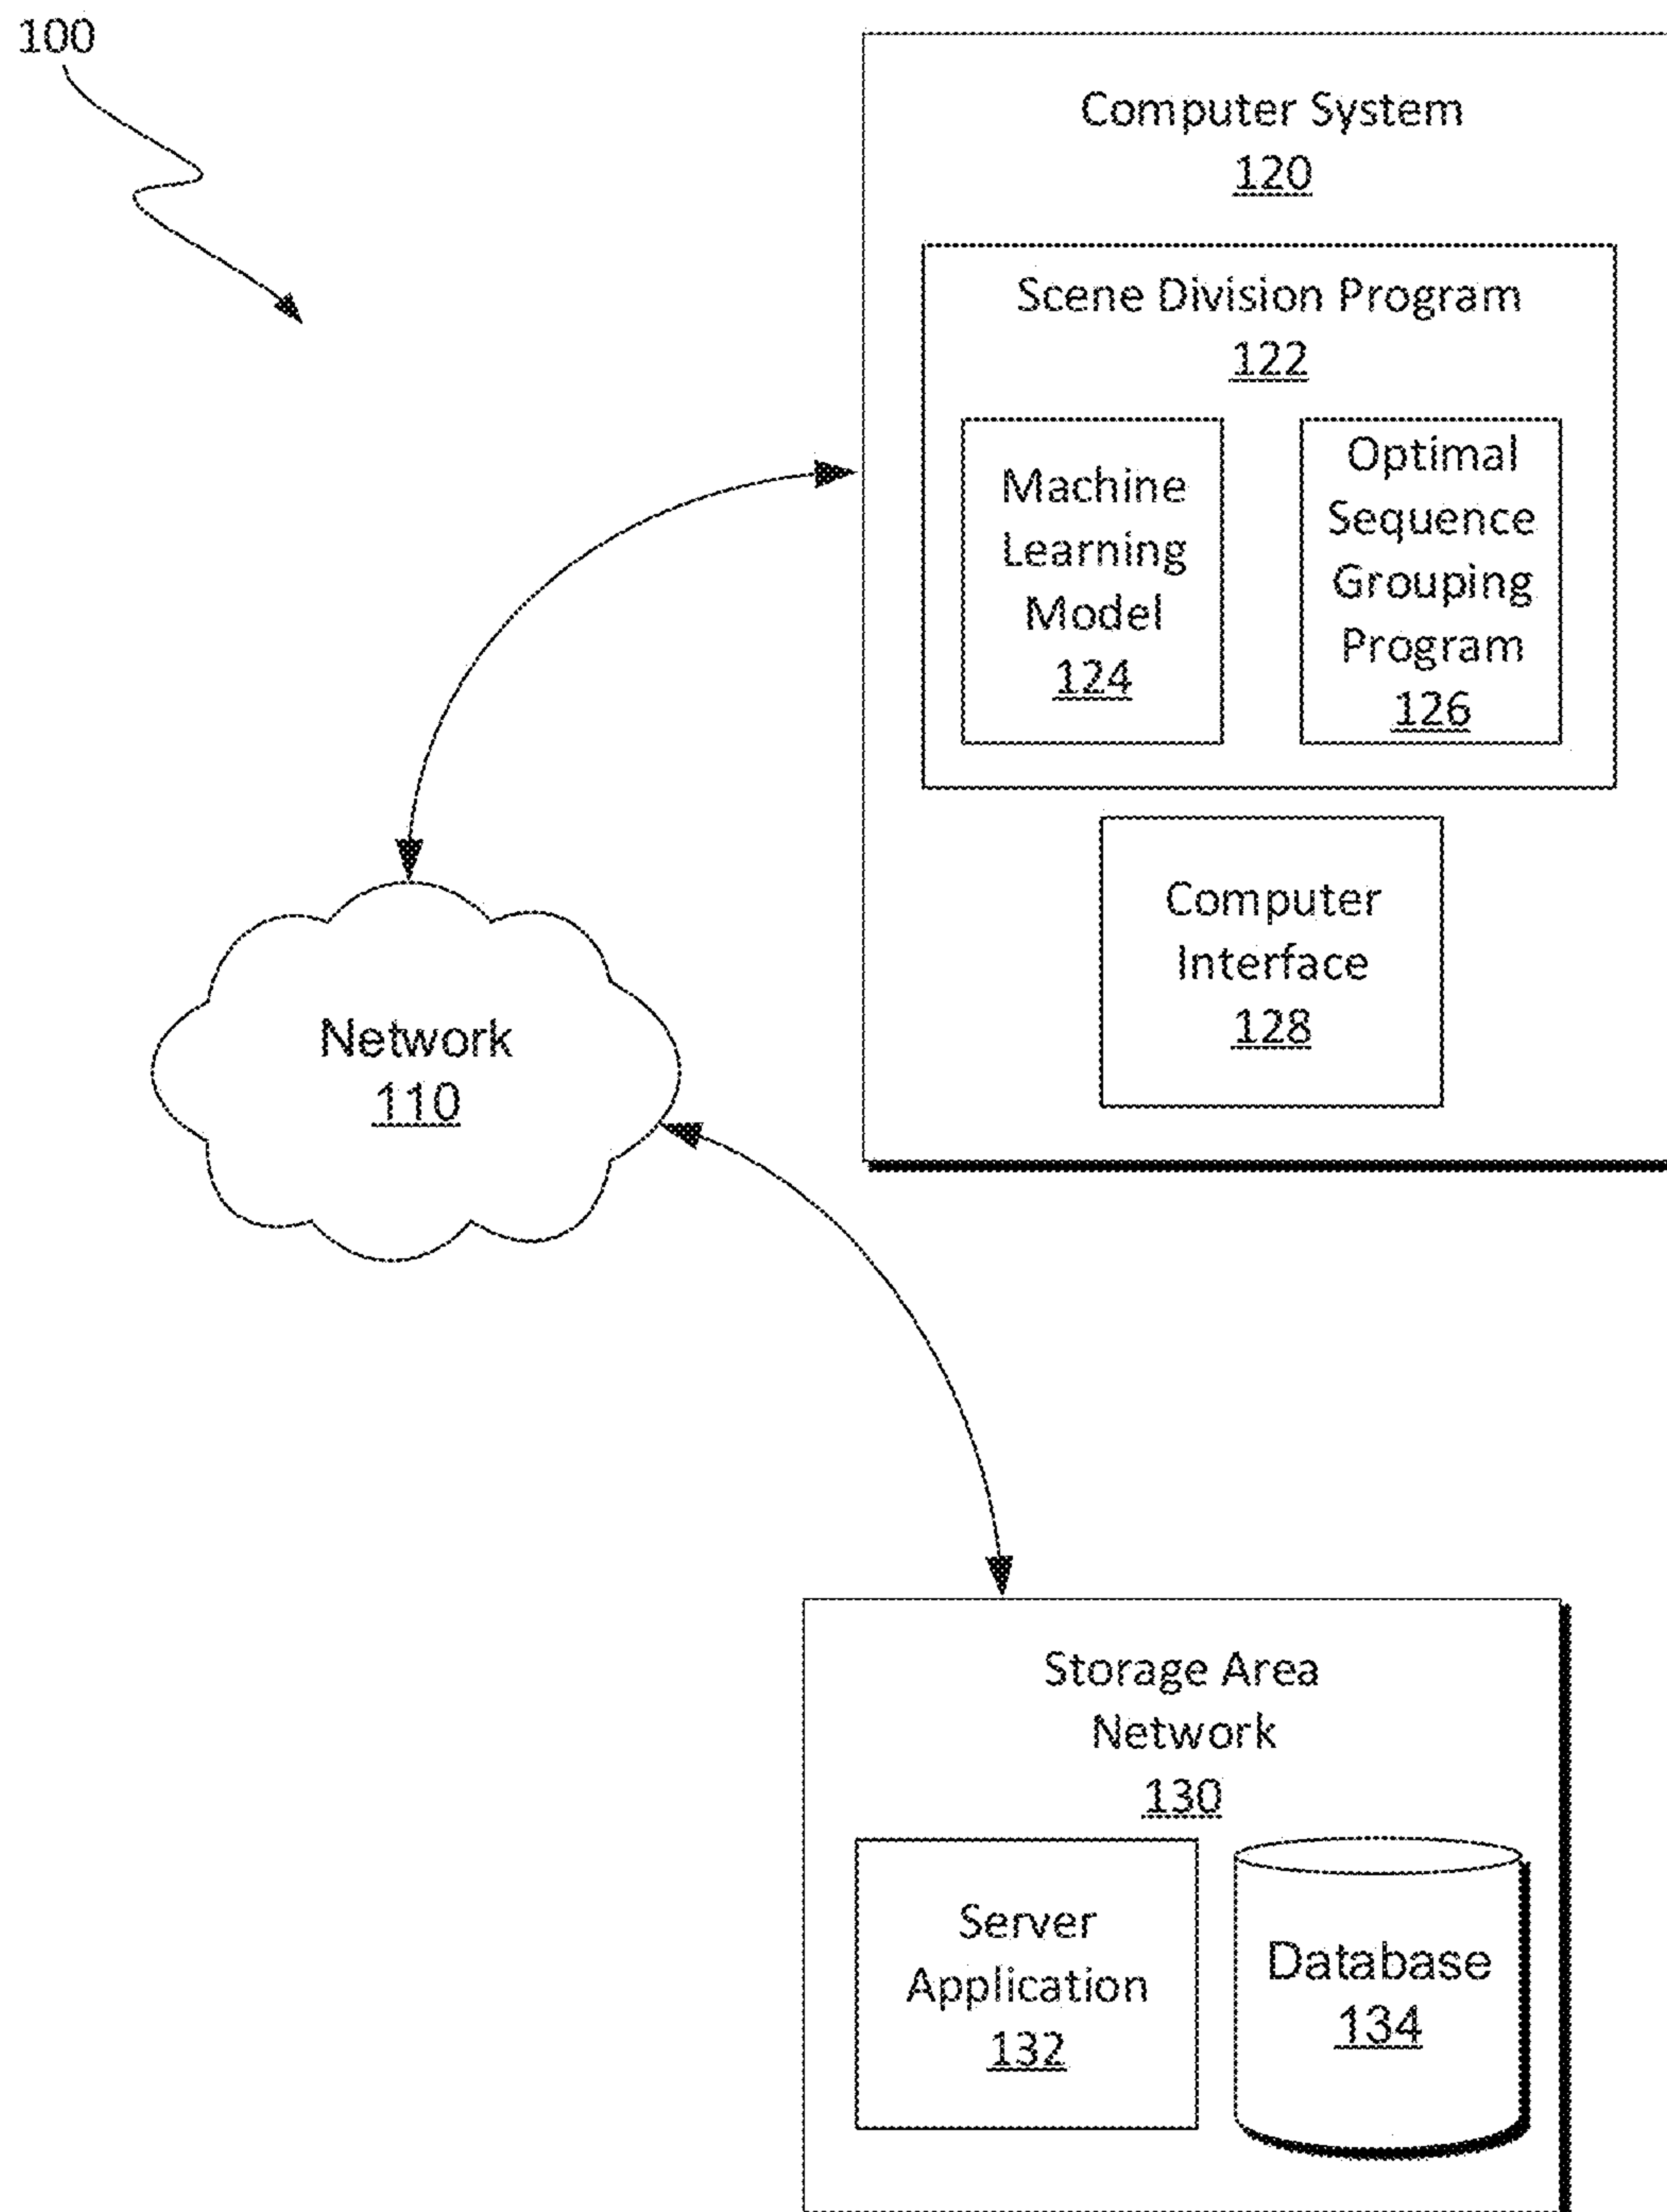 100
Computer System
120
Scene Division Program
122
Machine
Learning
Model
124
Optimal
Sequence
Grouping
Program
126
Computer
Interface
128
Network
110
Storage Area
Network
130
Server
Application
132
Database
134